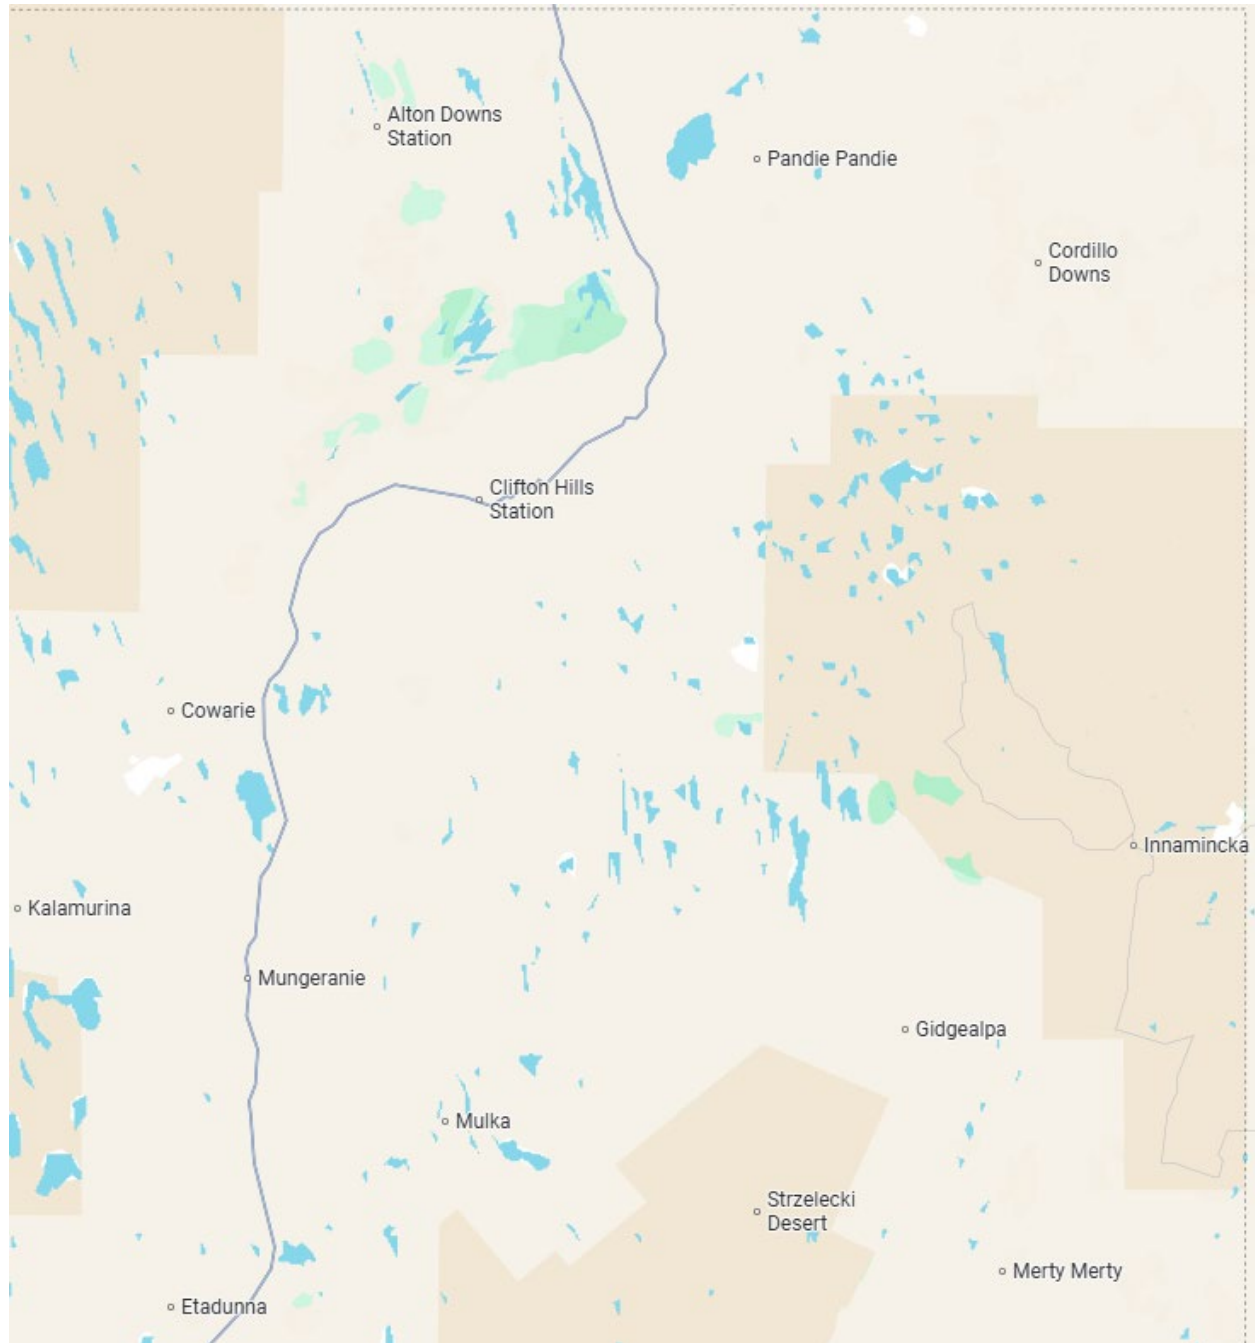 Alton Downs
Station
Pandie Pandie
Cordillo
Downs
Clifton Hills
Station
Cowarie
Innamincka
Kalamurina
Mungeranie
Gidgealpa
Mulka
Strzelecki
Desert
Merty Merty
Etadunna